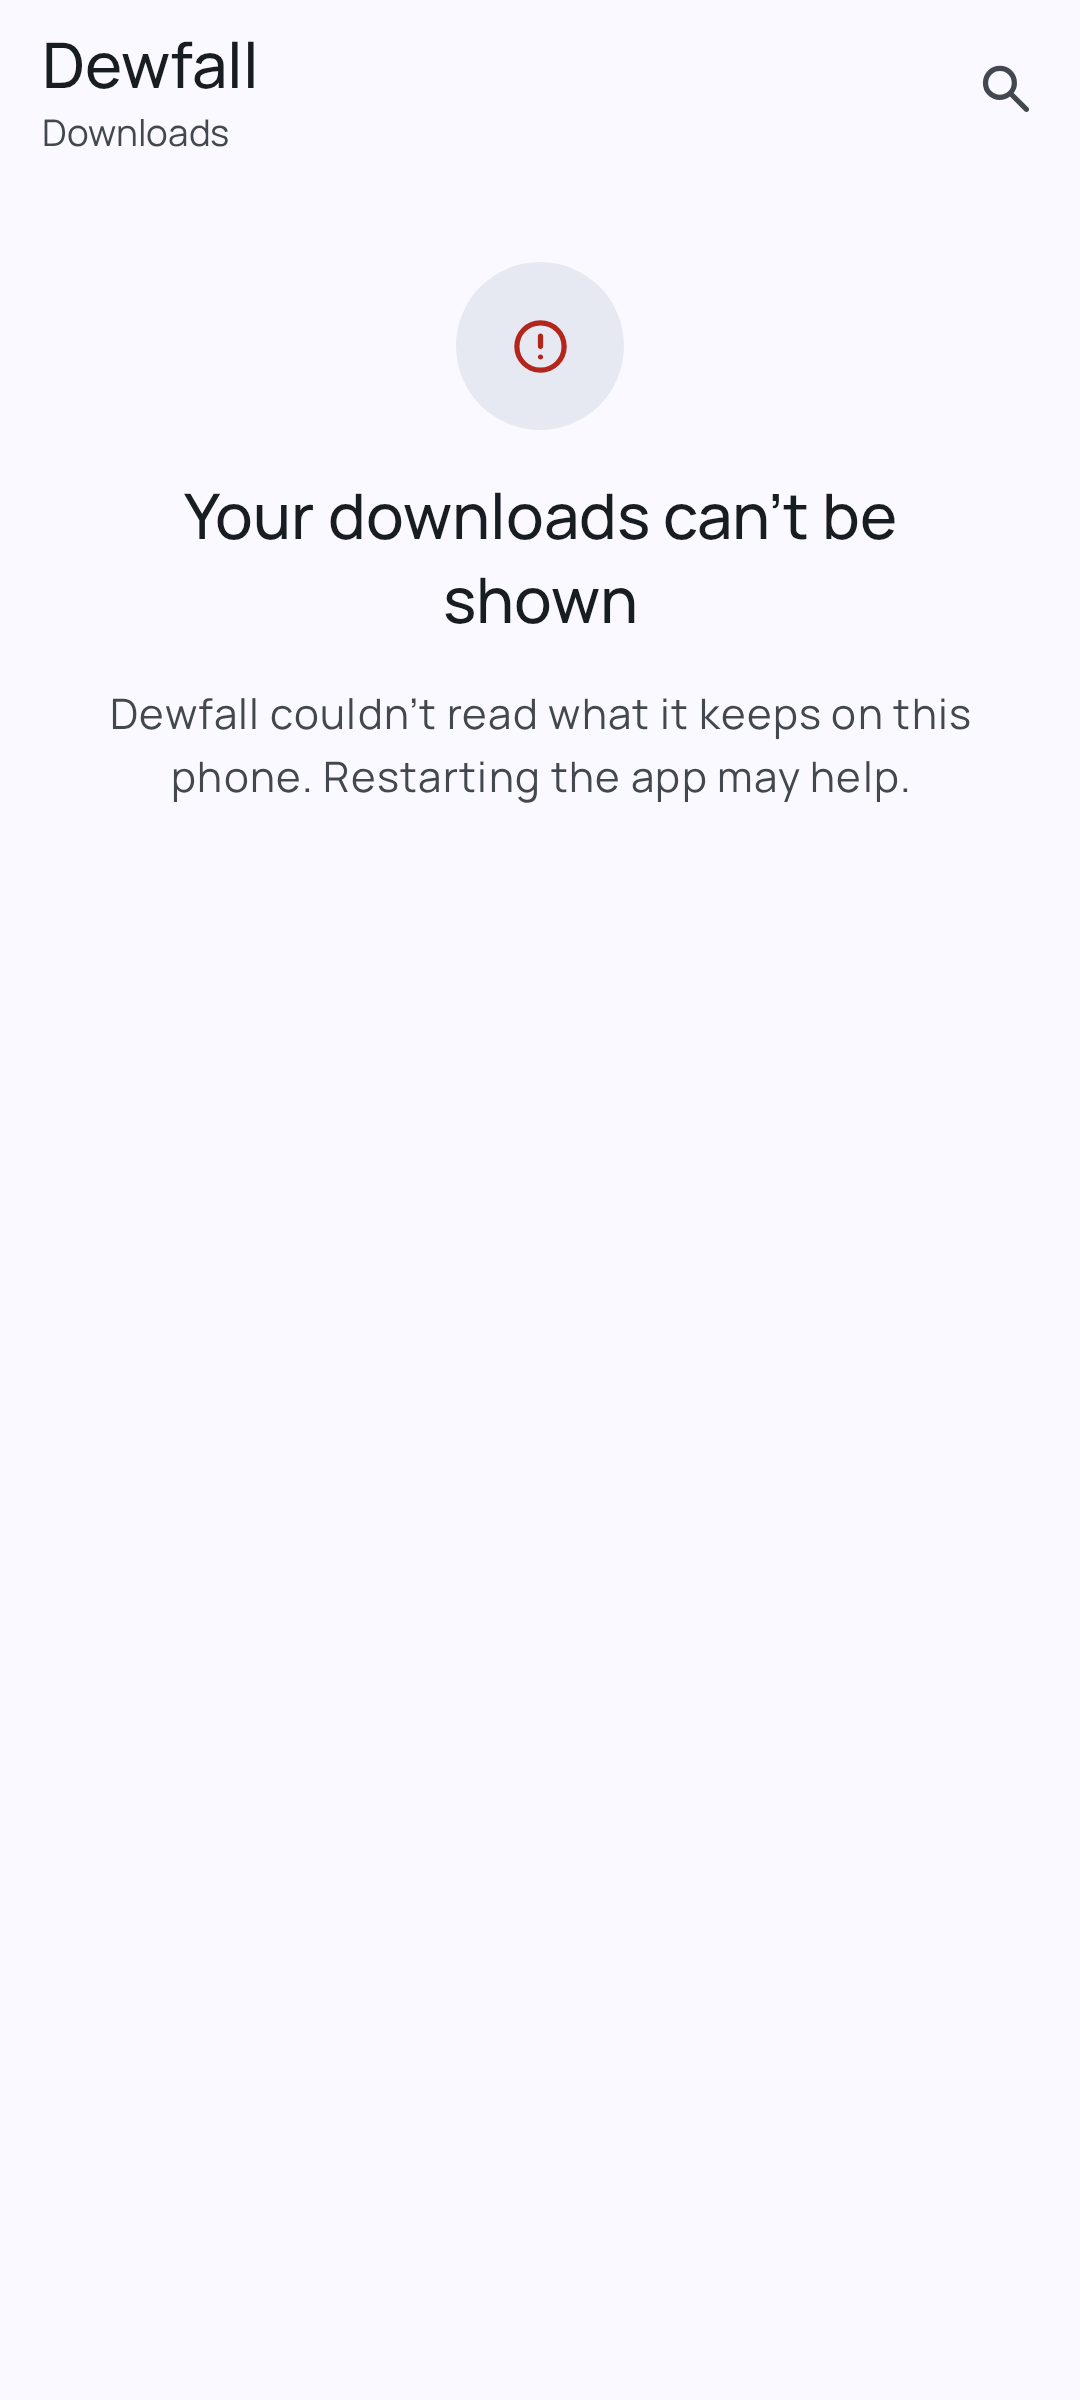 Dewfall
Downloads
Your downloads can’t be
shown
Dewfall couldn’t read what it keeps on this
phone. Restarting the app may help.